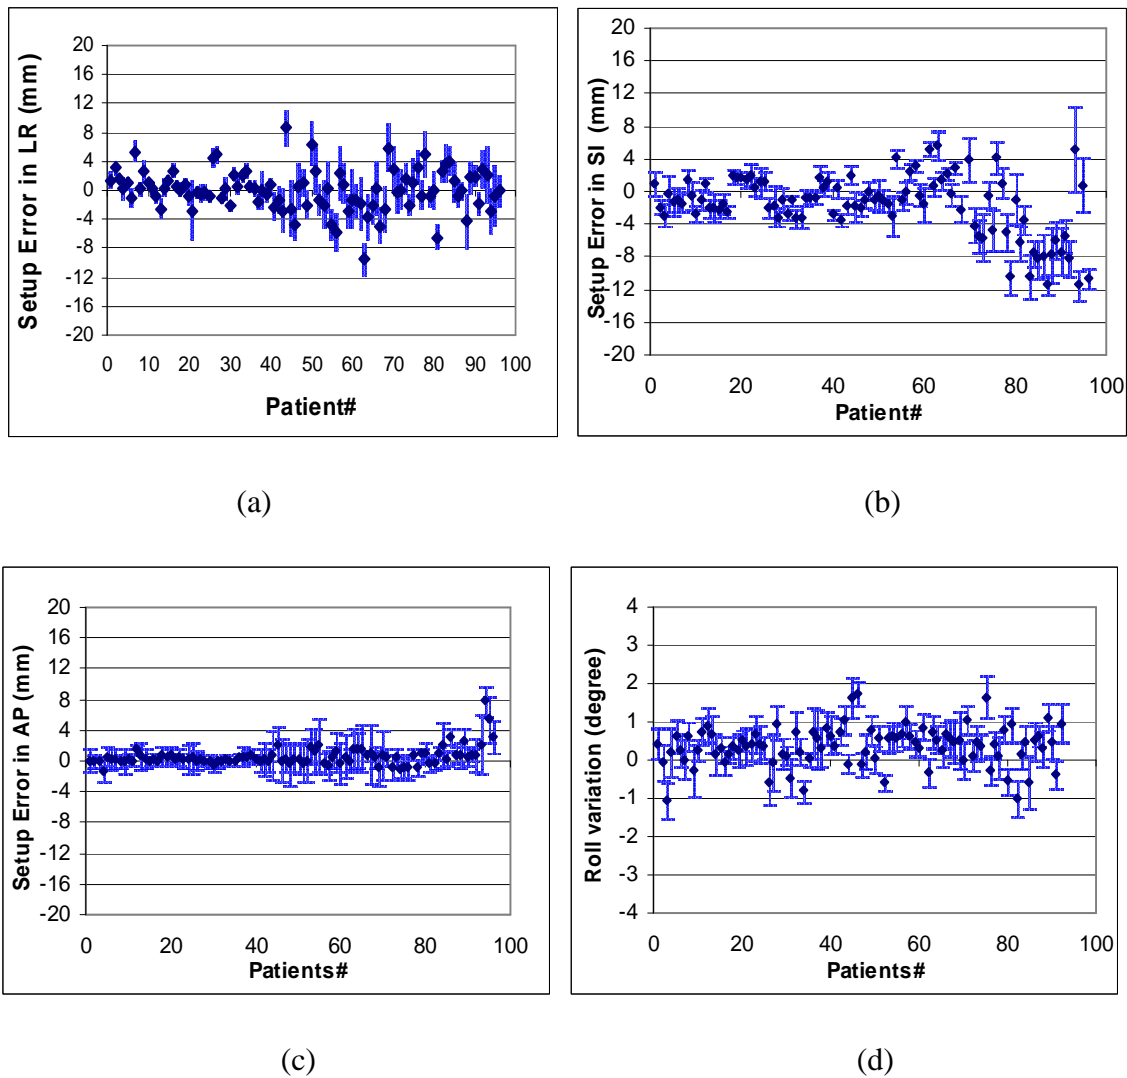 20
16
12
8
4
0
-4
-8
-12
-16
-20
Setup Error in LR (mm)
0 10 20 30 40 50 60 70 80 90 100
Patient#
(a)
20
16
12
8
4
0
-4
-8
-12
-16
-20
Setup Error in SI (mm)
0 20 40 60 80 100
Patient#
(b)
20
16
12
8
4
0
-4
-8
-12
-16
-20
Setup Error in AP (mm)
0 20 40 60 80 100
Patients#
(c)
4
3
2
1
0
-1
-2
-3
-4
Roll variation (degree)
0 20 40 60 80 100
Patients#
(d)